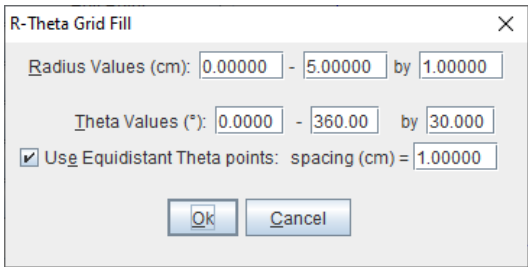 R-Theta Grid Fill
Radius Values (cm): 0.00000 - 5.00000 by 1.00000
Theta Values (°): 0.0000 - 360.00 by 30.000
Use Equidistant Theta points: spacing (cm) = 1.00000
Ok Cancel